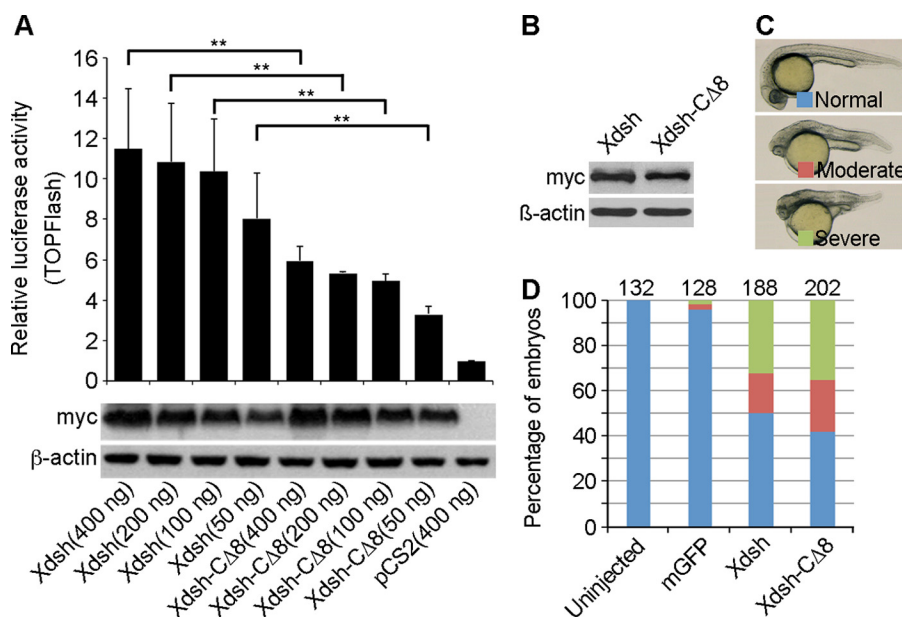 A
Relative luciferase activity
(TOPFlash)
16
14
12
10
8
6
4
2
0
**
**
**
**
myc
β-actin
Xdsh(400 ng)
Xdsh(200 ng)
Xdsh(100 ng)
Xdsh(50 ng)
Xdsh-CΔ8(400 ng)
Xdsh-CΔ8(200 ng)
Xdsh-CΔ8(100 ng)
Xdsh-CΔ8(50 ng)
pCS2(400 ng)
B
Xdsh
Xdsh-CΔ8
myc
ß-actin
C
Normal
Moderate
Severe
D
Percentage of embryos
132 128 188 202
100
80
60
40
20
0
Uninjected
mGFP
Xdsh
Xdsh-CΔ8